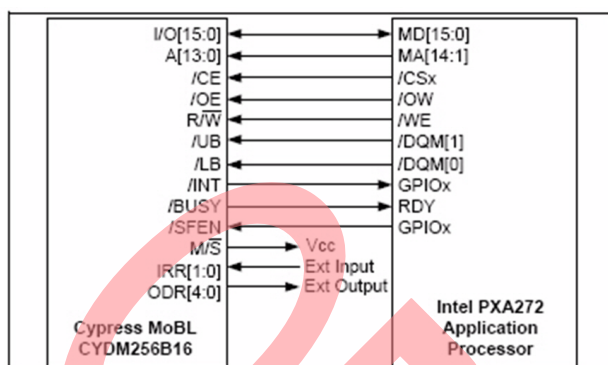 I/O[15:0] MD[15:0]
A[13:0] MA[14:1]
/CE /CSx
/OE /OW
R/W̅ /WE
/UB /DQM[1]
/LB /DQM[0]
/INT GPIOx
/BUSY RDY
/SFEN GPIOx
M/S̅ Vcc
IRR[1:0] Ext Input
ODR[4:0] Ext Output
Cypress MoBL
CYDM256B16
Intel PXA272
Application
Processor